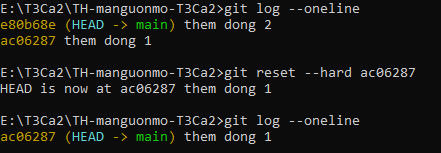 E:\T3Ca2\TH-manguonmo-T3Ca2>git log --oneline
e80b68e (HEAD -> main) them dong 2
ac06287 them dong 1
E:\T3Ca2\TH-manguonmo-T3Ca2>git reset --hard ac06287
HEAD is now at ac06287 them dong 1
E:\T3Ca2\TH-manguonmo-T3Ca2>git log --oneline
ac06287 (HEAD -> main) them dong 1